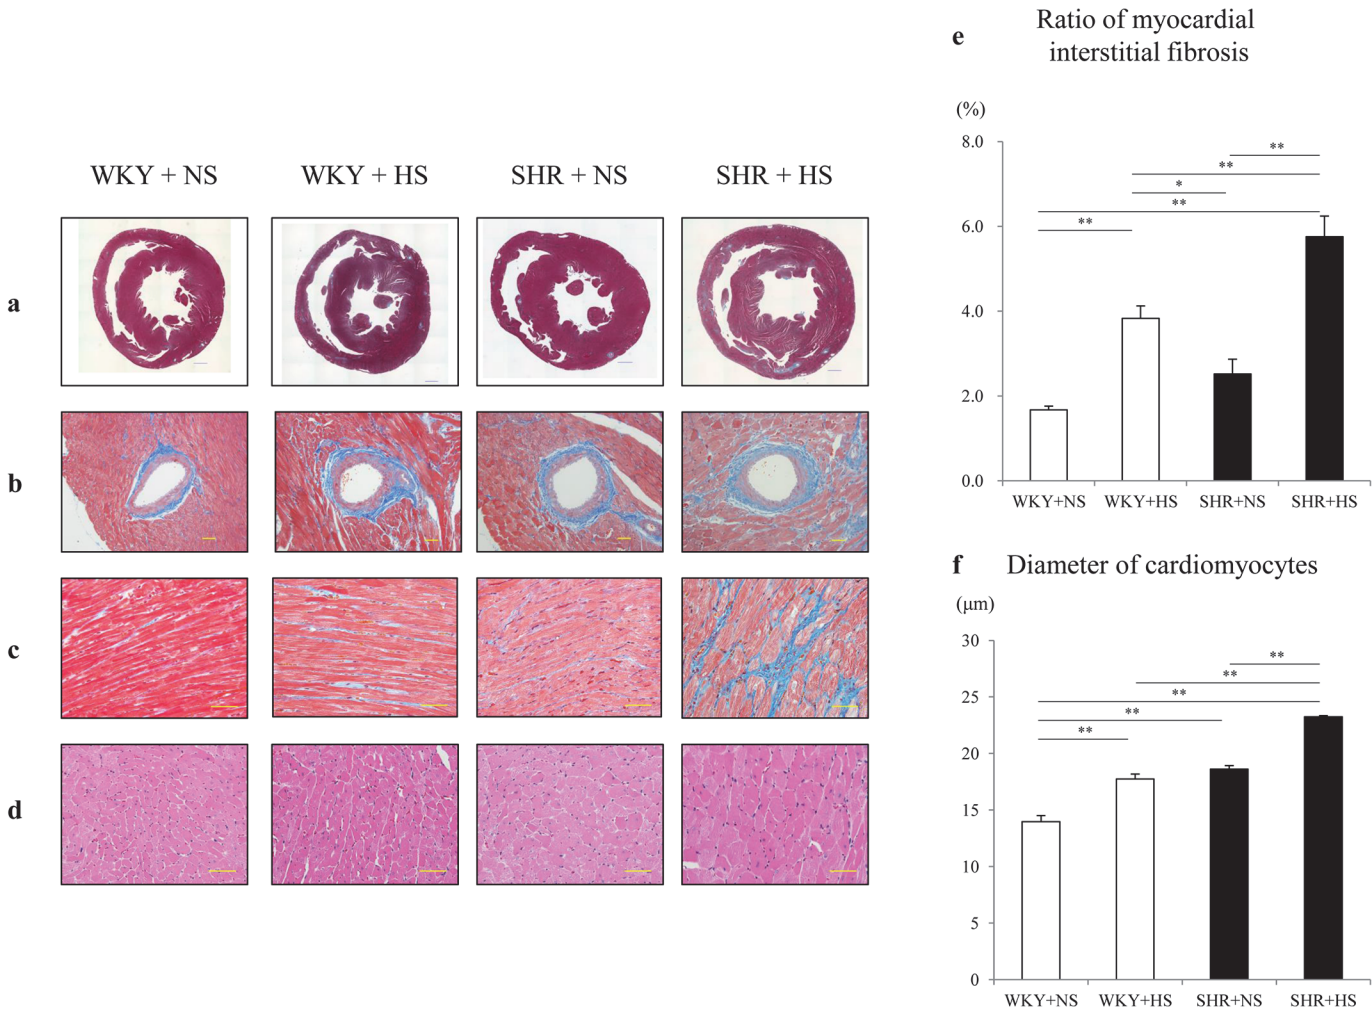 WKY + NS
WKY + HS
SHR + NS
SHR + HS
a
b
c
d
e
Ratio of myocardial
interstitial fibrosis
(%)
8.0
6.0
4.0
2.0
0.0
**
**
*
**
**
WKY+NS
WKY+HS
SHR+NS
SHR+HS
f
Diameter of cardiomyocytes
(μm)
30
25
20
15
10
5
0
**
**
**
**
**
WKY+NS
WKY+HS
SHR+NS
SHR+HS